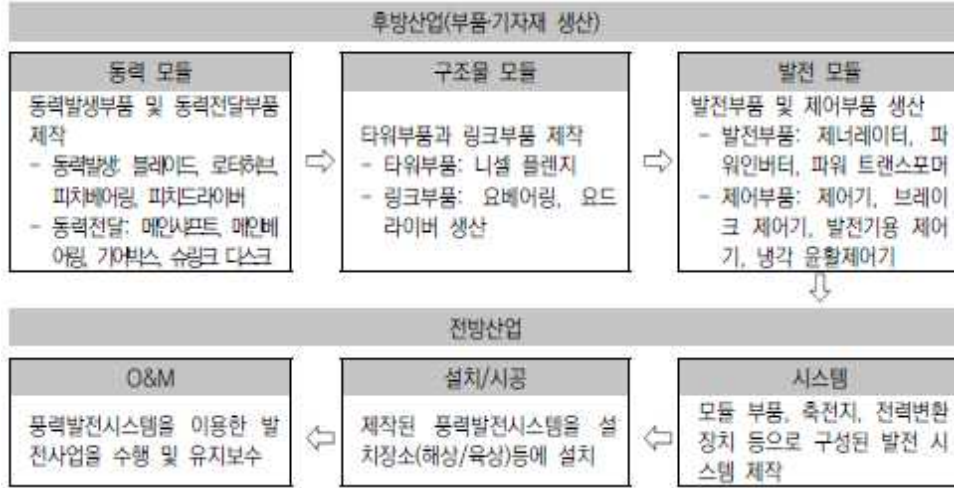 후방산업(부품·기자재 생산)
동력 모듈
동력발생부품 및 동력전달부품
제작
- 동력발생: 블레이드, 로터허브,
피치베어링, 피치드라이버
- 동력전달: 메인샤프트, 메인베
어링, 기어박스, 슈링크 디스크
구조물 모듈
타워부품과 링크부품 제작
- 타워부품: 니셀 플렌지
- 링크부품: 요베어링, 요드
라이버 생산
발전 모듈
발전부품 및 제어부품 생산
- 발전부품: 제너레이터, 파
워인버터, 파워 트랜스포머
- 제어부품: 제어기, 브레이
크 제어기, 발전기용 제어
기, 냉각 윤활제어기
전방산업
O&M
풍력발전시스템을 이용한 발
전사업을 수행 및 유지보수
설치/시공
제작된 풍력발전시스템을 설
치장소(해상/육상)등에 설치
시스템
모듈 부품, 축전지, 전력변환
장치 등으로 구성된 발전 시
스템 제작